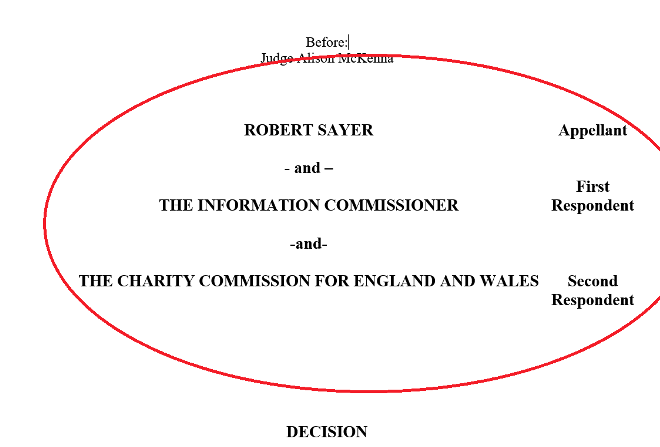 Before:
Judge Alison McKenna
ROBERT SAYER Appellant
- and –
First
THE INFORMATION COMMISSIONER Respondent
-and-
THE CHARITY COMMISSION FOR ENGLAND AND WALES Second
Respondent
DECISION